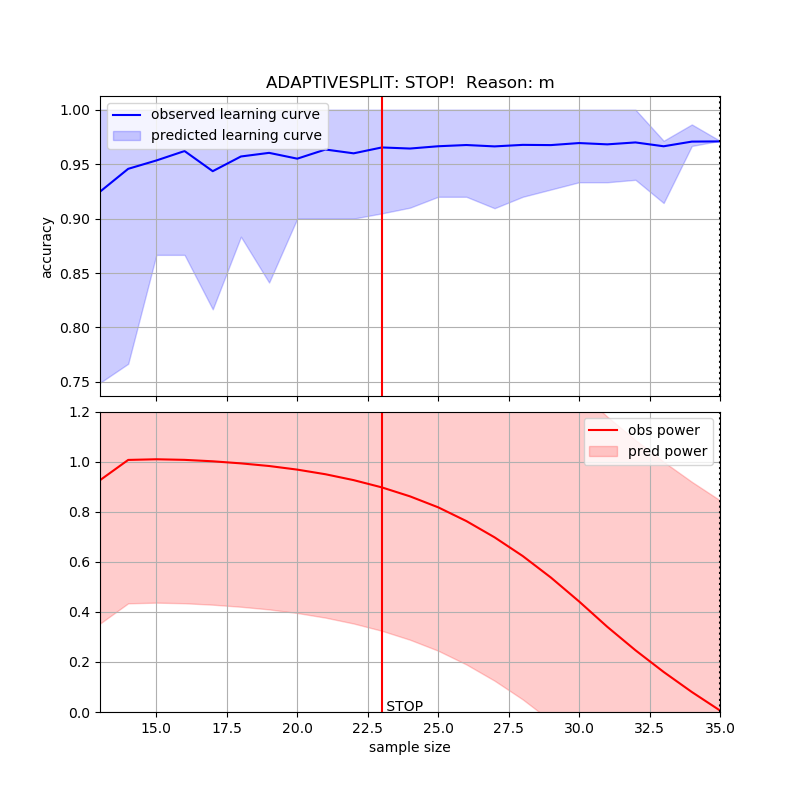 ADAPTIVESPLIT: STOP!  Reason: m
observed learning curve
predicted learning curve
1.00
0.95
0.90
0.85
0.80
0.75
accuracy
obs power
pred power
1.2
1.0
0.8
0.6
0.4
0.2
0.0
STOP
15.0 17.5 20.0 22.5 25.0 27.5 30.0 32.5 35.0
sample size